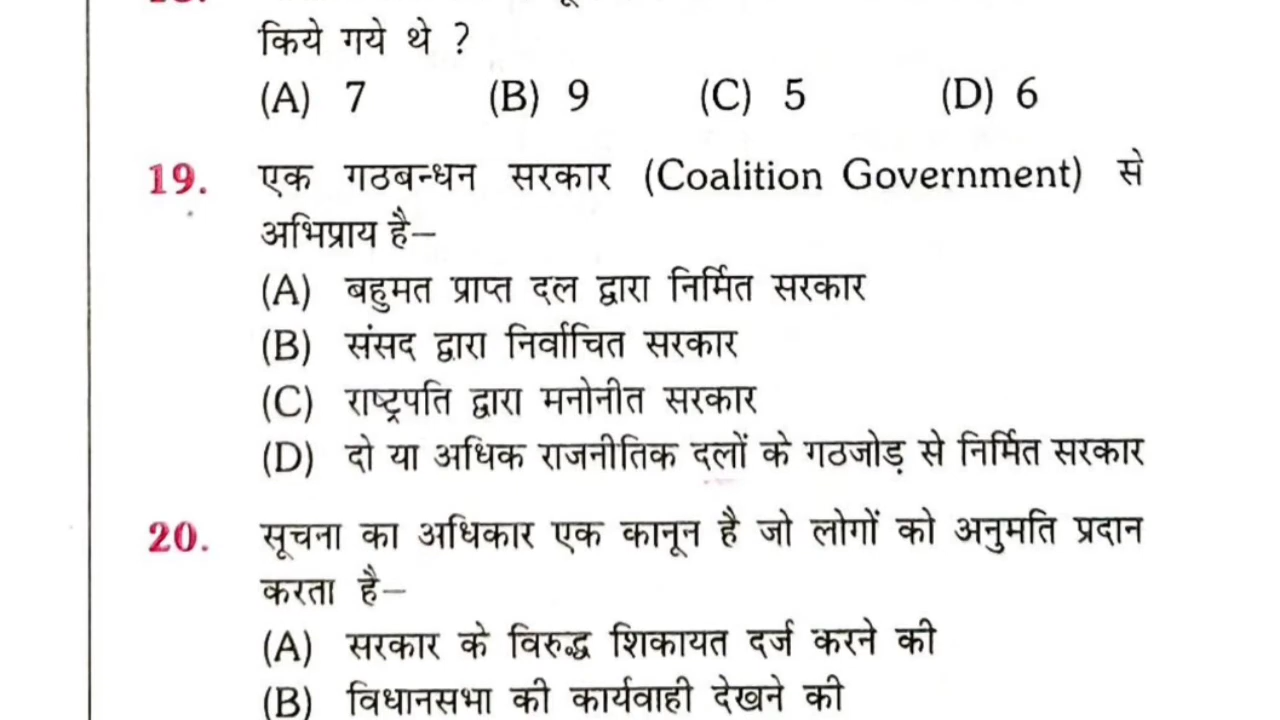 किये गये थे ?
(A) 7 (B) 9 (C) 5 (D) 6
19. एक गठबन्धन सरकार (Coalition Government) से
अभिप्राय है–
(A) बहुमत प्राप्त दल द्वारा निर्मित सरकार
(B) संसद द्वारा निर्वाचित सरकार
(C) राष्ट्रपति द्वारा मनोनीत सरकार
(D) दो या अधिक राजनीतिक दलों के गठजोड़ से निर्मित सरकार
20. सूचना का अधिकार एक कानून है जो लोगों को अनुमति प्रदान
करता है–
(A) सरकार के विरुद्ध शिकायत दर्ज करने की
(B) विधानसभा की कार्यवाही देखने की